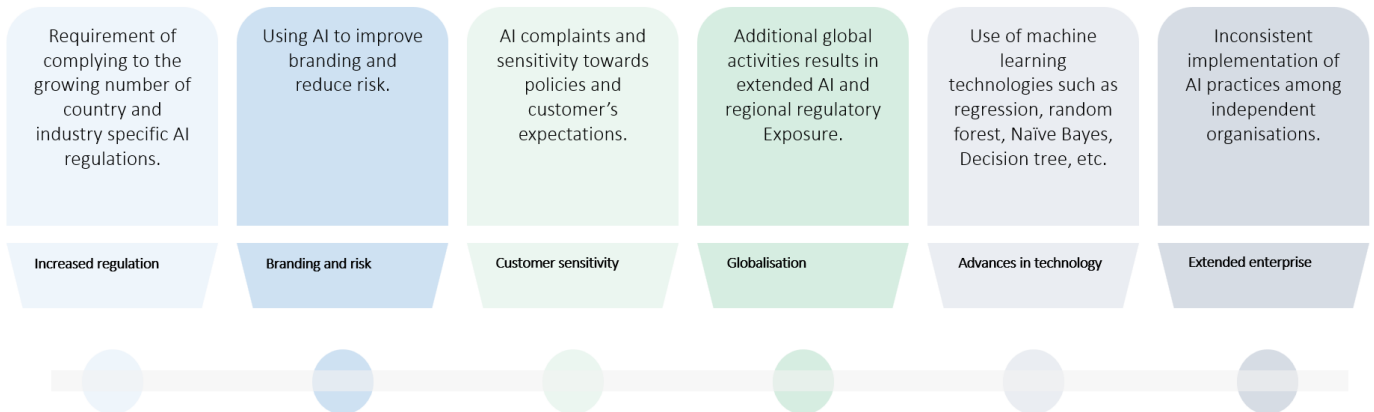 Requirement of
complying to the
growing number of
country and
industry specific AI
regulations.
Using AI to improve
branding and
reduce risk.
AI complaints and
sensitivity towards
policies and
customer's
expectations.
Additional global
activities results in
extended AI and
regional regulatory
Exposure.
Use of machine
learning
technologies such as
regression, random
forest, Naïve Bayes,
Decision tree, etc.
Inconsistent
implementation of
AI practices among
independent
organisations.
Increased regulation
Branding and risk
Customer sensitivity
Globalisation
Advances in technology
Extended enterprise